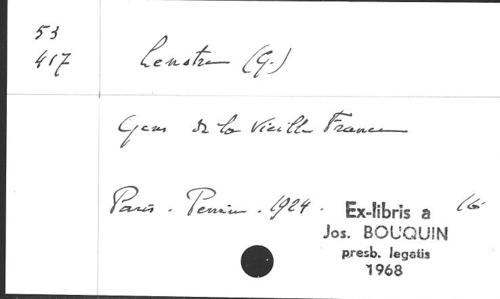 53
417
Lenotre (G.)
Gens de la Vieille France
Paris. Perrin. 1924. 16
Ex-libris a
Jos. BOUQUIN
presb. legatis
1968